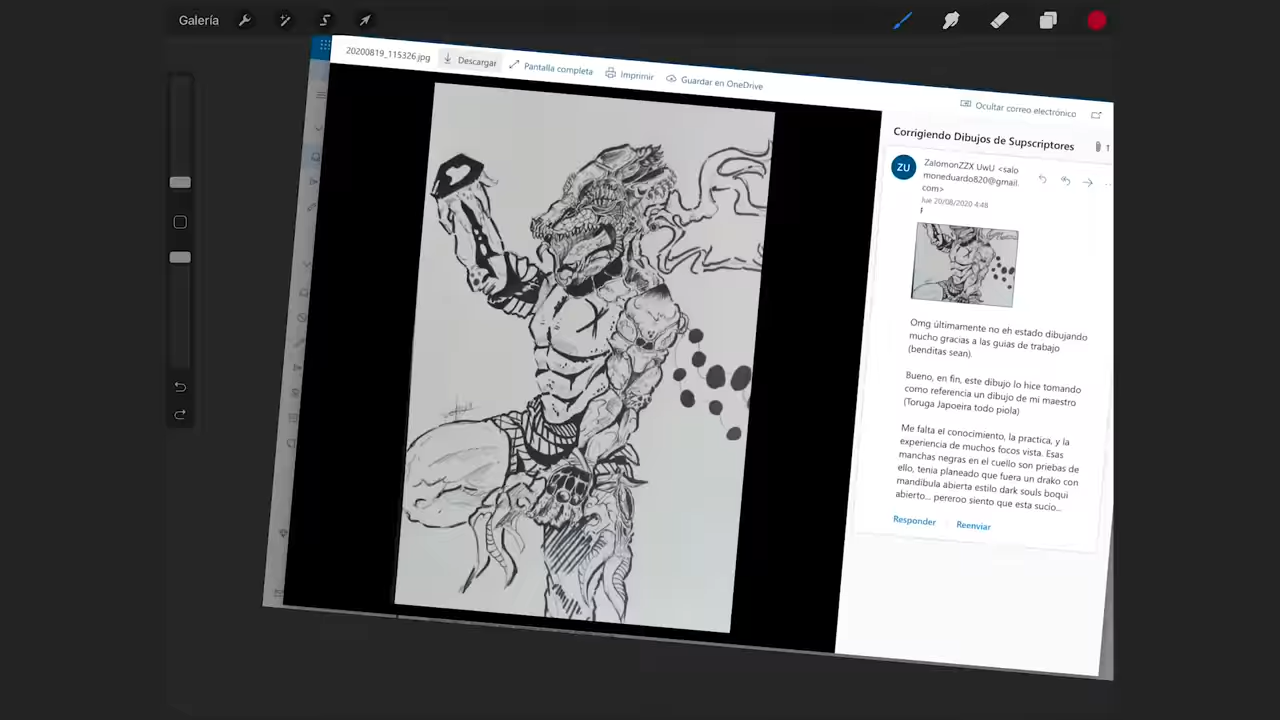 Galería
20200819_115326.jpg
Descargar
Pantalla completa
Imprimir
Guardar en OneDrive
Ocultar correo electrónico
Corrigiendo Dibujos de Supscriptores
1
ZU
ZalomonZZX UwU <salo
moneduardo820@gmail.
com>
Jue 20/08/2020 4:48
Omg últimamente no eh estado dibujando
mucho gracias a las guias de trabajo
(benditas sean).
Bueno, en fin, este dibujo lo hice tomando
como referencia un dibujo de mi maestro
(Toruga Japoeira todo piola)
Me falta el conocimiento, la practica, y la
experiencia de muchos focos vista. Esas
manchas negras en el cuello son priebas de
ello, tenia planeado que fuera un drako con
mandibula abierta estilo dark souls boqui
abierto... pereroo siento que esta sucio...
Responder
Reenviar